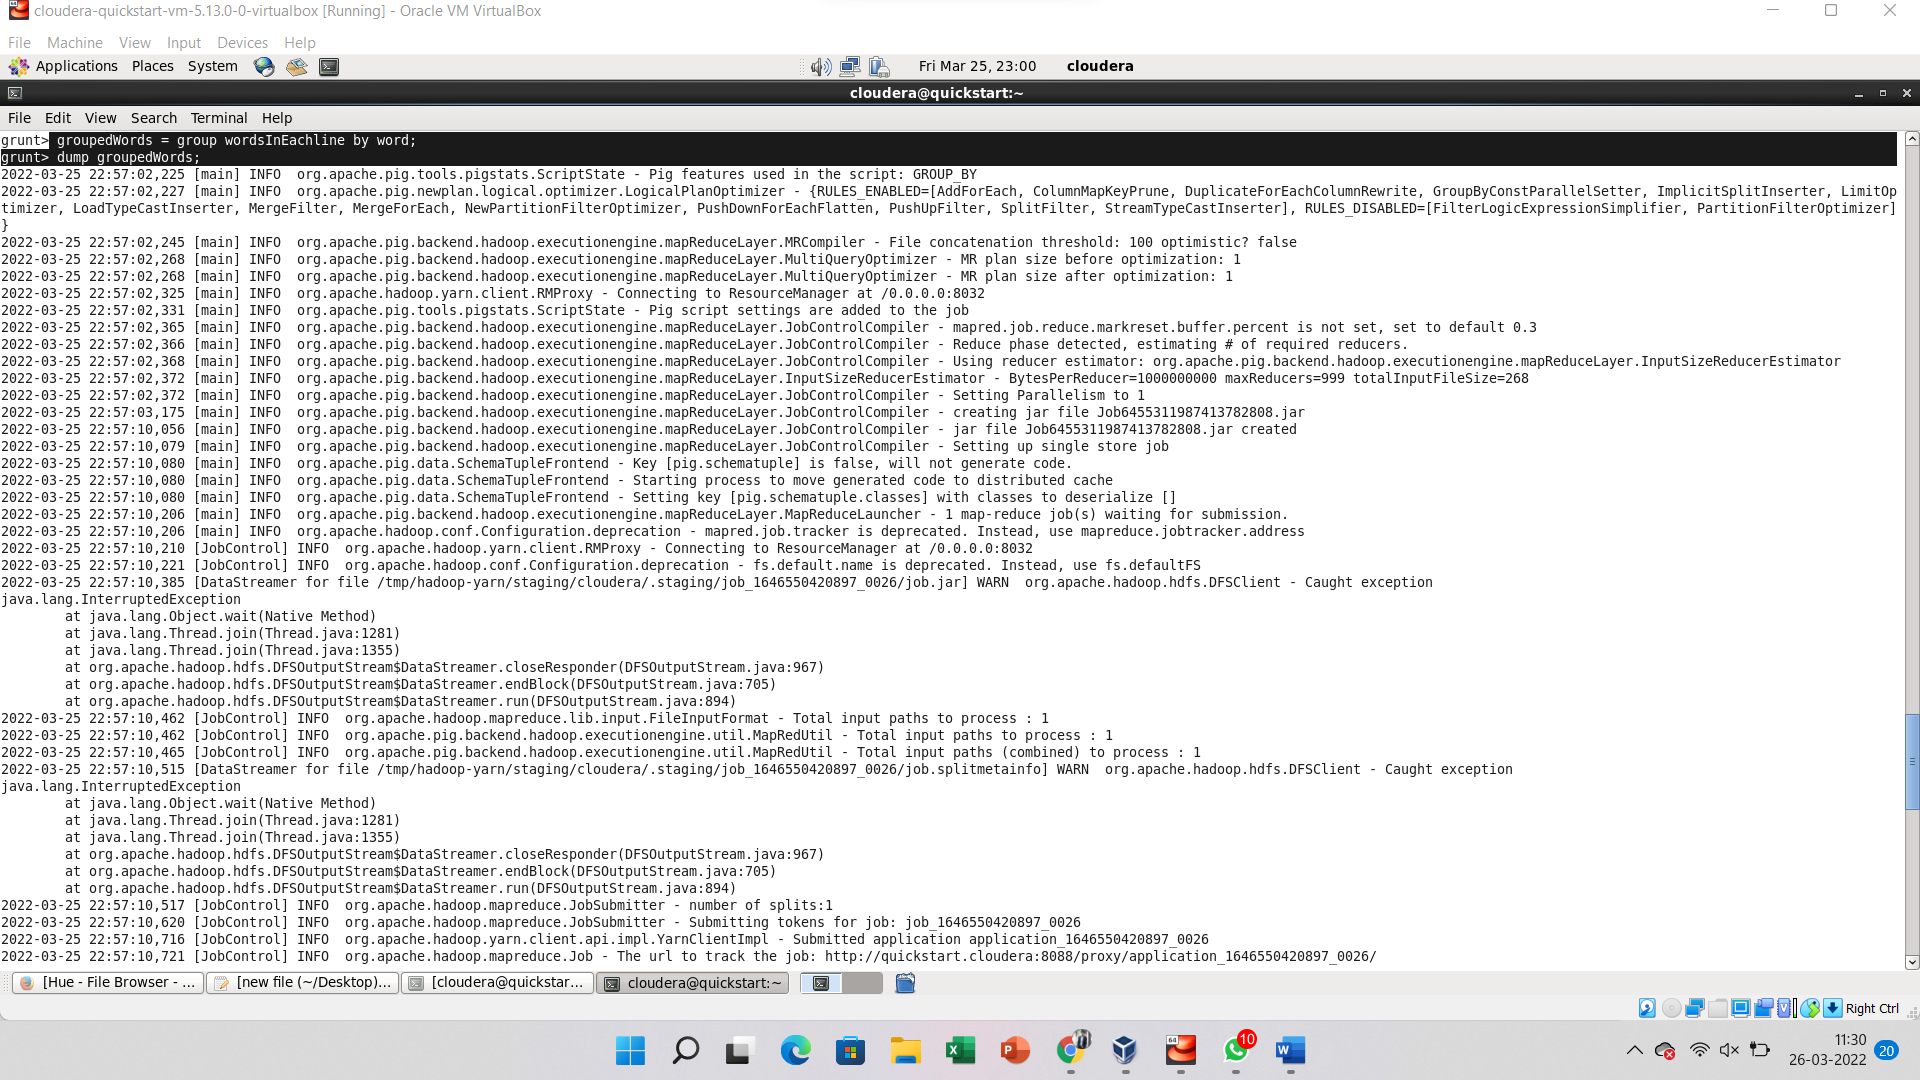 cloudera-quickstart-vm-5.13.0-0-virtualbox [Running] - Oracle VM VirtualBox
File Machine View Input Devices Help
Applications Places System Fri Mar 25, 23:00 cloudera
cloudera@quickstart:~
File Edit View Search Terminal Help
grunt> groupedWords = group wordsInEachline by word;
grunt> dump groupedWords;
2022-03-25 22:57:02,225 [main] INFO  org.apache.pig.tools.pigstats.ScriptState - Pig features used in the script: GROUP_BY
2022-03-25 22:57:02,227 [main] INFO  org.apache.pig.newplan.logical.optimizer.LogicalPlanOptimizer - {RULES_ENABLED=[AddForEach, ColumnMapKeyPrune, DuplicateForEachColumnRewrite, GroupByConstParallelSetter, ImplicitSplitInserter, LimitOp
timizer, LoadTypeCastInserter, MergeFilter, MergeForEach, NewPartitionFilterOptimizer, PushDownForEachFlatten, PushUpFilter, SplitFilter, StreamTypeCastInserter], RULES_DISABLED=[FilterLogicExpressionSimplifier, PartitionFilterOptimizer]
}
2022-03-25 22:57:02,245 [main] INFO  org.apache.pig.backend.hadoop.executionengine.mapReduceLayer.MRCompiler - File concatenation threshold: 100 optimistic? false
2022-03-25 22:57:02,268 [main] INFO  org.apache.pig.backend.hadoop.executionengine.mapReduceLayer.MultiQueryOptimizer - MR plan size before optimization: 1
2022-03-25 22:57:02,268 [main] INFO  org.apache.pig.backend.hadoop.executionengine.mapReduceLayer.MultiQueryOptimizer - MR plan size after optimization: 1
2022-03-25 22:57:02,325 [main] INFO  org.apache.hadoop.yarn.client.RMProxy - Connecting to ResourceManager at /0.0.0.0:8032
2022-03-25 22:57:02,331 [main] INFO  org.apache.pig.tools.pigstats.ScriptState - Pig script settings are added to the job
2022-03-25 22:57:02,365 [main] INFO  org.apache.pig.backend.hadoop.executionengine.mapReduceLayer.JobControlCompiler - mapred.job.reduce.markreset.buffer.percent is not set, set to default 0.3
2022-03-25 22:57:02,366 [main] INFO  org.apache.pig.backend.hadoop.executionengine.mapReduceLayer.JobControlCompiler - Reduce phase detected, estimating # of required reducers.
2022-03-25 22:57:02,368 [main] INFO  org.apache.pig.backend.hadoop.executionengine.mapReduceLayer.JobControlCompiler - Using reducer estimator: org.apache.pig.backend.hadoop.executionengine.mapReduceLayer.InputSizeReducerEstimator
2022-03-25 22:57:02,372 [main] INFO  org.apache.pig.backend.hadoop.executionengine.mapReduceLayer.InputSizeReducerEstimator - BytesPerReducer=1000000000 maxReducers=999 totalInputFileSize=268
2022-03-25 22:57:02,372 [main] INFO  org.apache.pig.backend.hadoop.executionengine.mapReduceLayer.JobControlCompiler - Setting Parallelism to 1
2022-03-25 22:57:03,175 [main] INFO  org.apache.pig.backend.hadoop.executionengine.mapReduceLayer.JobControlCompiler - creating jar file Job6455311987413782808.jar
2022-03-25 22:57:10,056 [main] INFO  org.apache.pig.backend.hadoop.executionengine.mapReduceLayer.JobControlCompiler - jar file Job6455311987413782808.jar created
2022-03-25 22:57:10,079 [main] INFO  org.apache.pig.backend.hadoop.executionengine.mapReduceLayer.JobControlCompiler - Setting up single store job
2022-03-25 22:57:10,080 [main] INFO  org.apache.pig.data.SchemaTupleFrontend - Key [pig.schematuple] is false, will not generate code.
2022-03-25 22:57:10,080 [main] INFO  org.apache.pig.data.SchemaTupleFrontend - Starting process to move generated code to distributed cache
2022-03-25 22:57:10,080 [main] INFO  org.apache.pig.data.SchemaTupleFrontend - Setting key [pig.schematuple.classes] with classes to deserialize []
2022-03-25 22:57:10,206 [main] INFO  org.apache.pig.backend.hadoop.executionengine.mapReduceLayer.MapReduceLauncher - 1 map-reduce job(s) waiting for submission.
2022-03-25 22:57:10,206 [main] INFO  org.apache.hadoop.conf.Configuration.deprecation - mapred.job.tracker is deprecated. Instead, use mapreduce.jobtracker.address
2022-03-25 22:57:10,210 [JobControl] INFO  org.apache.hadoop.yarn.client.RMProxy - Connecting to ResourceManager at /0.0.0.0:8032
2022-03-25 22:57:10,221 [JobControl] INFO  org.apache.hadoop.conf.Configuration.deprecation - fs.default.name is deprecated. Instead, use fs.defaultFS
2022-03-25 22:57:10,385 [DataStreamer for file /tmp/hadoop-yarn/staging/cloudera/.staging/job_1646550420897_0026/job.jar] WARN  org.apache.hadoop.hdfs.DFSClient - Caught exception
java.lang.InterruptedException
at java.lang.Object.wait(Native Method)
at java.lang.Thread.join(Thread.java:1281)
at java.lang.Thread.join(Thread.java:1355)
at org.apache.hadoop.hdfs.DFSOutputStream$DataStreamer.closeResponder(DFSOutputStream.java:967)
at org.apache.hadoop.hdfs.DFSOutputStream$DataStreamer.endBlock(DFSOutputStream.java:705)
at org.apache.hadoop.hdfs.DFSOutputStream$DataStreamer.run(DFSOutputStream.java:894)
2022-03-25 22:57:10,462 [JobControl] INFO  org.apache.hadoop.mapreduce.lib.input.FileInputFormat - Total input paths to process : 1
2022-03-25 22:57:10,462 [JobControl] INFO  org.apache.pig.backend.hadoop.executionengine.util.MapRedUtil - Total input paths to process : 1
2022-03-25 22:57:10,465 [JobControl] INFO  org.apache.pig.backend.hadoop.executionengine.util.MapRedUtil - Total input paths (combined) to process : 1
2022-03-25 22:57:10,515 [DataStreamer for file /tmp/hadoop-yarn/staging/cloudera/.staging/job_1646550420897_0026/job.splitmetainfo] WARN  org.apache.hadoop.hdfs.DFSClient - Caught exception
java.lang.InterruptedException
at java.lang.Object.wait(Native Method)
at java.lang.Thread.join(Thread.java:1281)
at java.lang.Thread.join(Thread.java:1355)
at org.apache.hadoop.hdfs.DFSOutputStream$DataStreamer.closeResponder(DFSOutputStream.java:967)
at org.apache.hadoop.hdfs.DFSOutputStream$DataStreamer.endBlock(DFSOutputStream.java:705)
at org.apache.hadoop.hdfs.DFSOutputStream$DataStreamer.run(DFSOutputStream.java:894)
2022-03-25 22:57:10,517 [JobControl] INFO  org.apache.hadoop.mapreduce.JobSubmitter - number of splits:1
2022-03-25 22:57:10,620 [JobControl] INFO  org.apache.hadoop.mapreduce.JobSubmitter - Submitting tokens for job: job_1646550420897_0026
2022-03-25 22:57:10,716 [JobControl] INFO  org.apache.hadoop.yarn.client.api.impl.YarnClientImpl - Submitted application application_1646550420897_0026
2022-03-25 22:57:10,721 [JobControl] INFO  org.apache.hadoop.mapreduce.Job - The url to track the job: http://quickstart.cloudera:8088/proxy/application_1646550420897_0026/
[Hue - File Browser - ... [new file (~/Desktop)... [cloudera@quickstar... cloudera@quickstart:~
Right Ctrl
64 10
11:30
26-03-2022 20